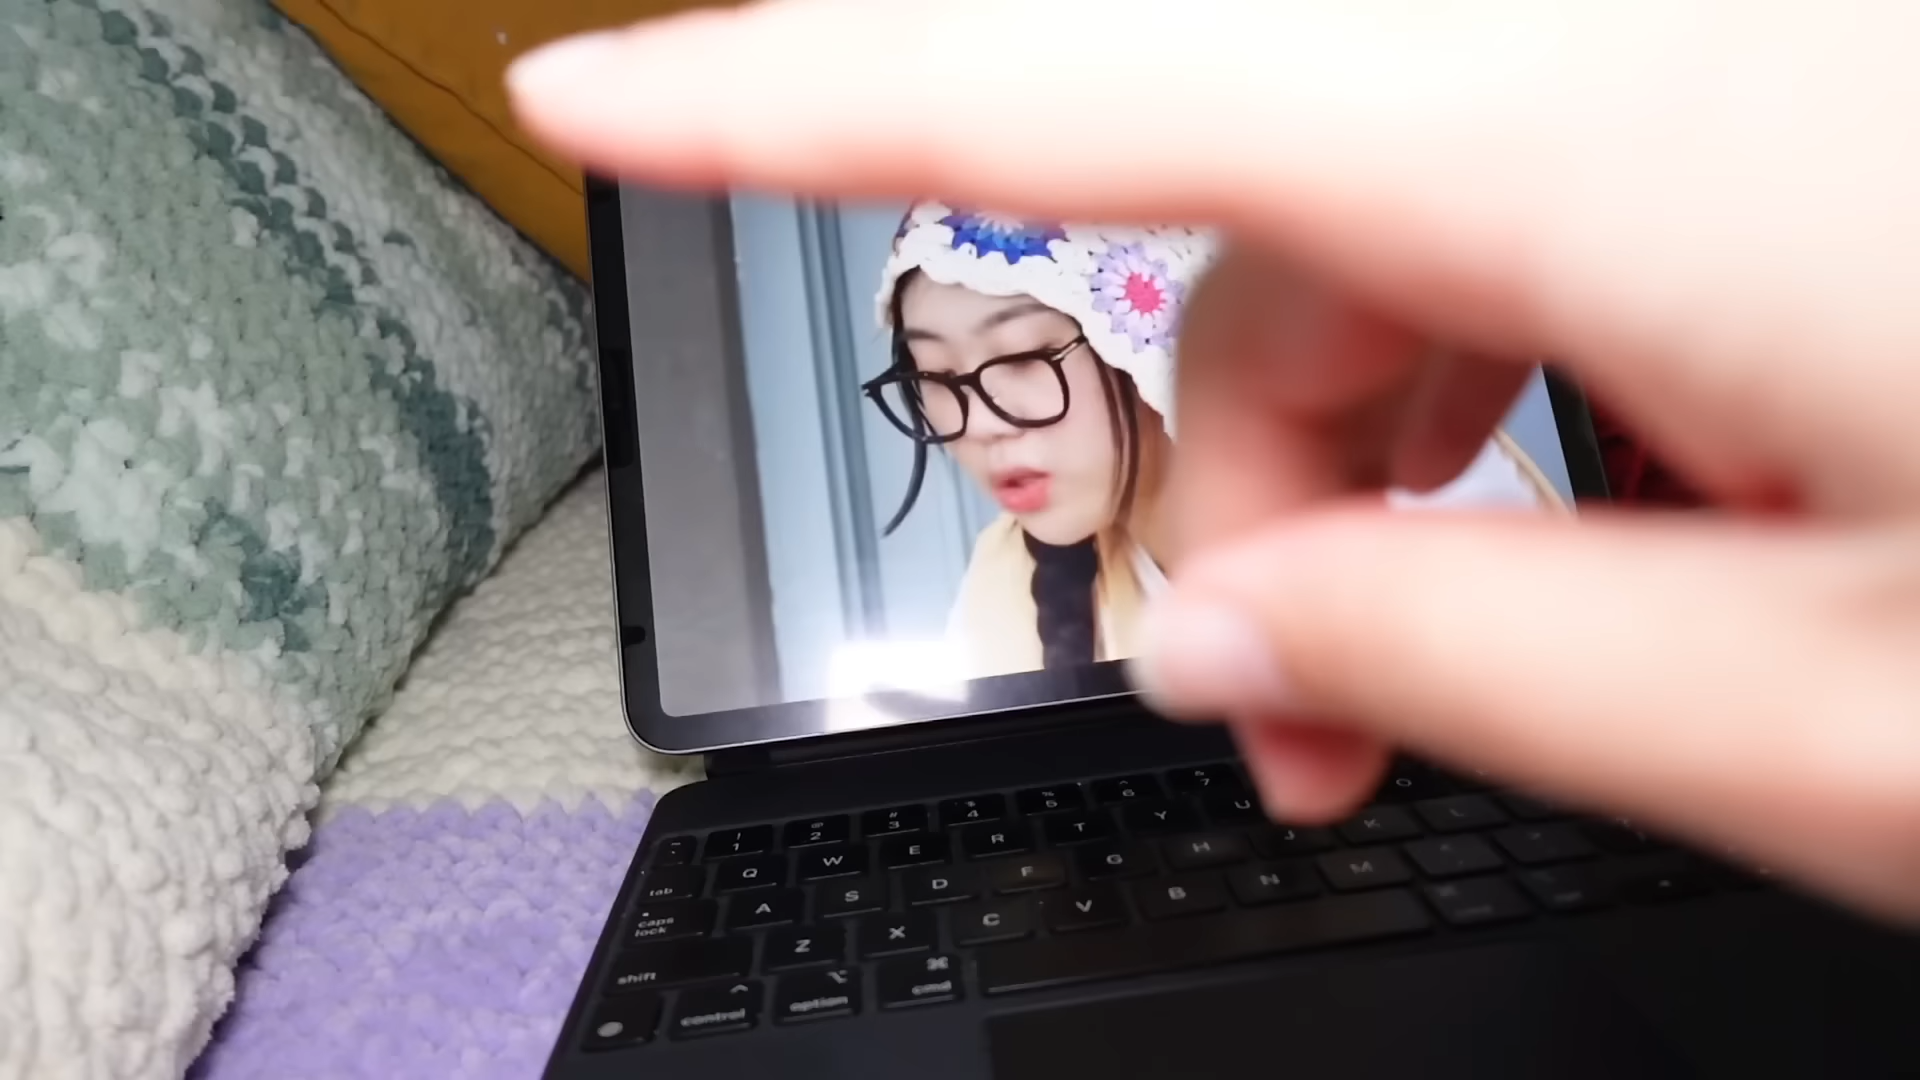 ! @ # $ % ^ &
1 2 3 4 5 6 7
tab Q W E R T Y U O
caps lock A S D F G H J K L
shift Z X C V B N M
control option ⌘ cmd